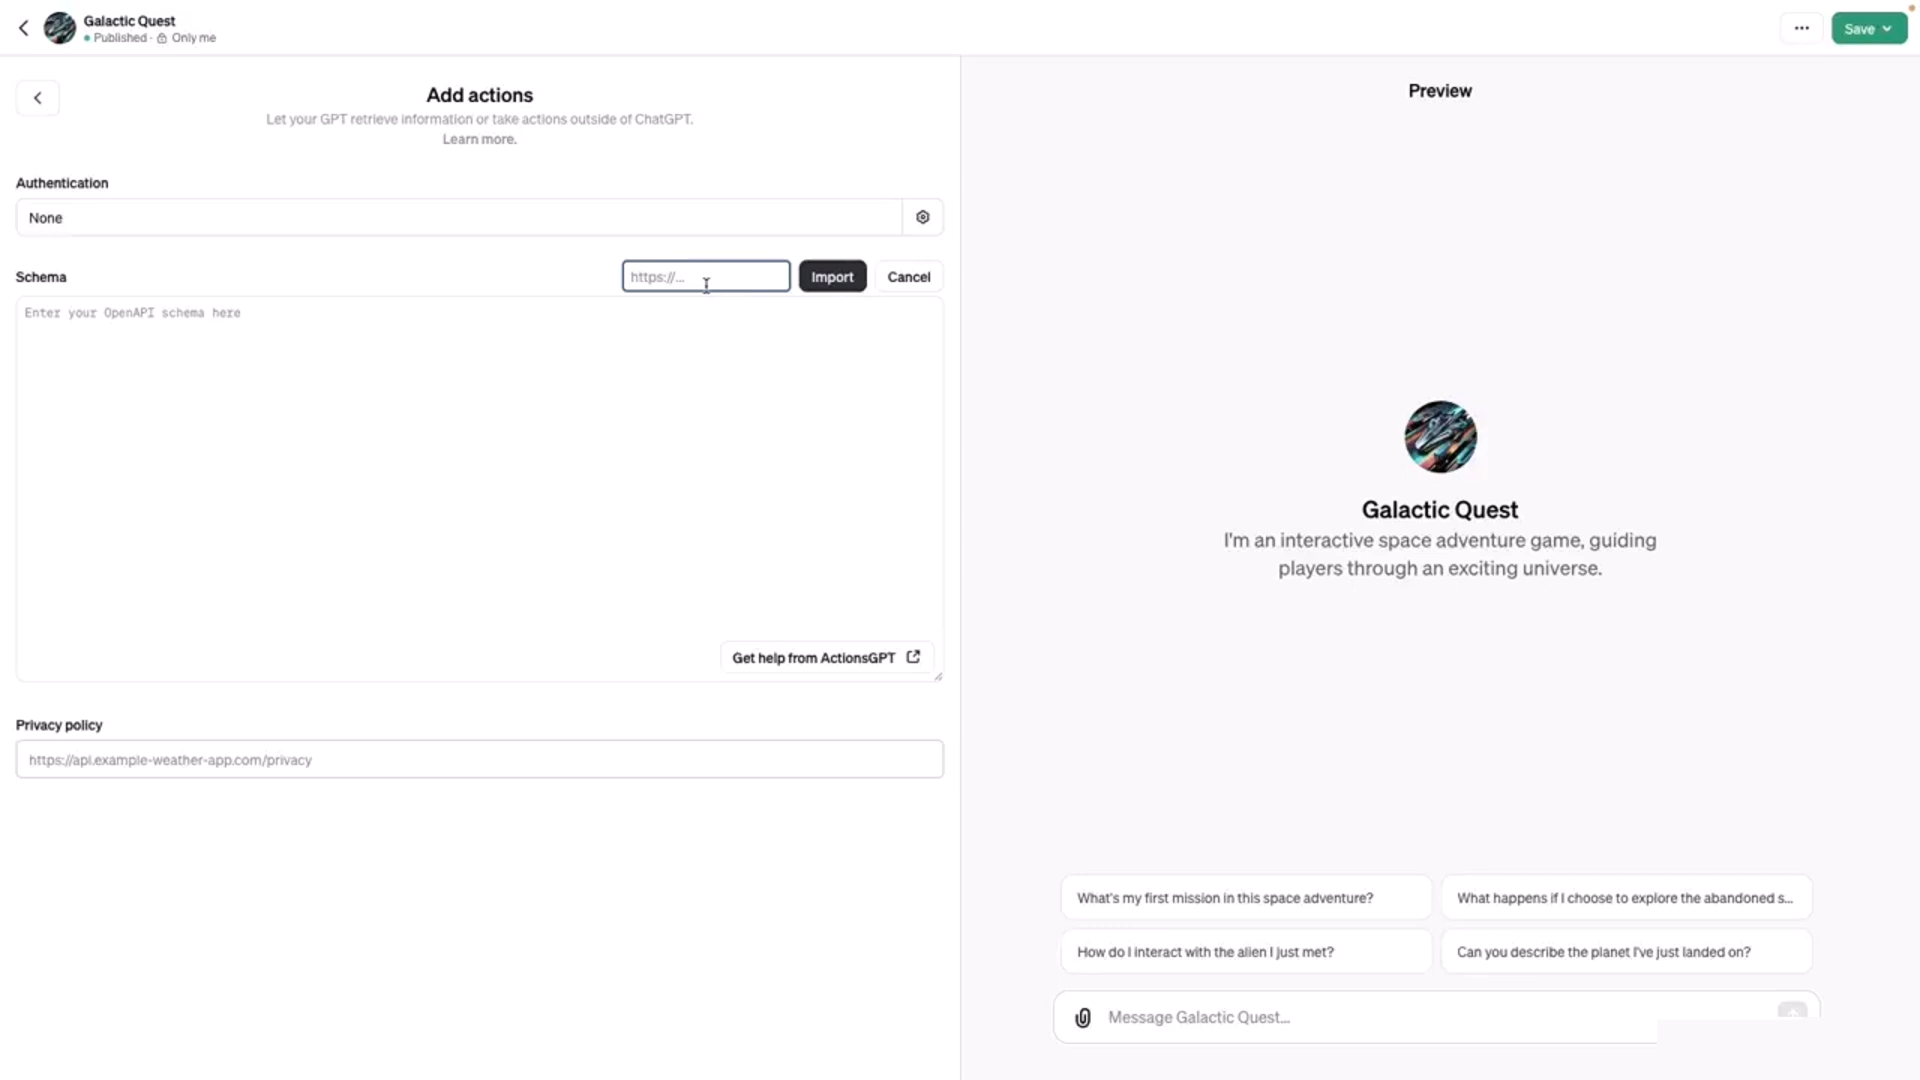 Galactic Quest
Published · Only me
Save
Add actions
Let your GPT retrieve information or take actions outside of ChatGPT.
Learn more.
Authentication
None
Schema
https://...
Import
Cancel
Enter your OpenAPI schema here
Get help from ActionsGPT
Privacy policy
https://api.example-weather-app.com/privacy
Preview
Galactic Quest
I'm an interactive space adventure game, guiding
players through an exciting universe.
What's my first mission in this space adventure?
What happens if I choose to explore the abandoned s...
How do I interact with the alien I just met?
Can you describe the planet I've just landed on?
Message Galactic Quest...